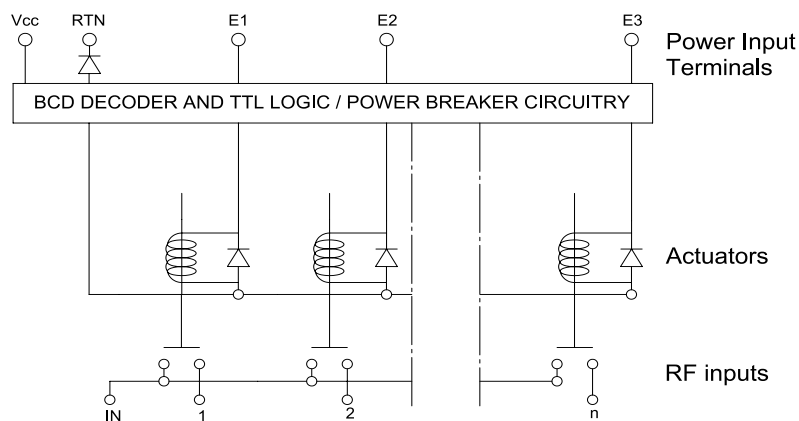 Vcc RTN E1 E2 E3
Power Input
Terminals
BCD DECODER AND TTL LOGIC / POWER BREAKER CIRCUITRY
Actuators
RF inputs
IN 1 2 n